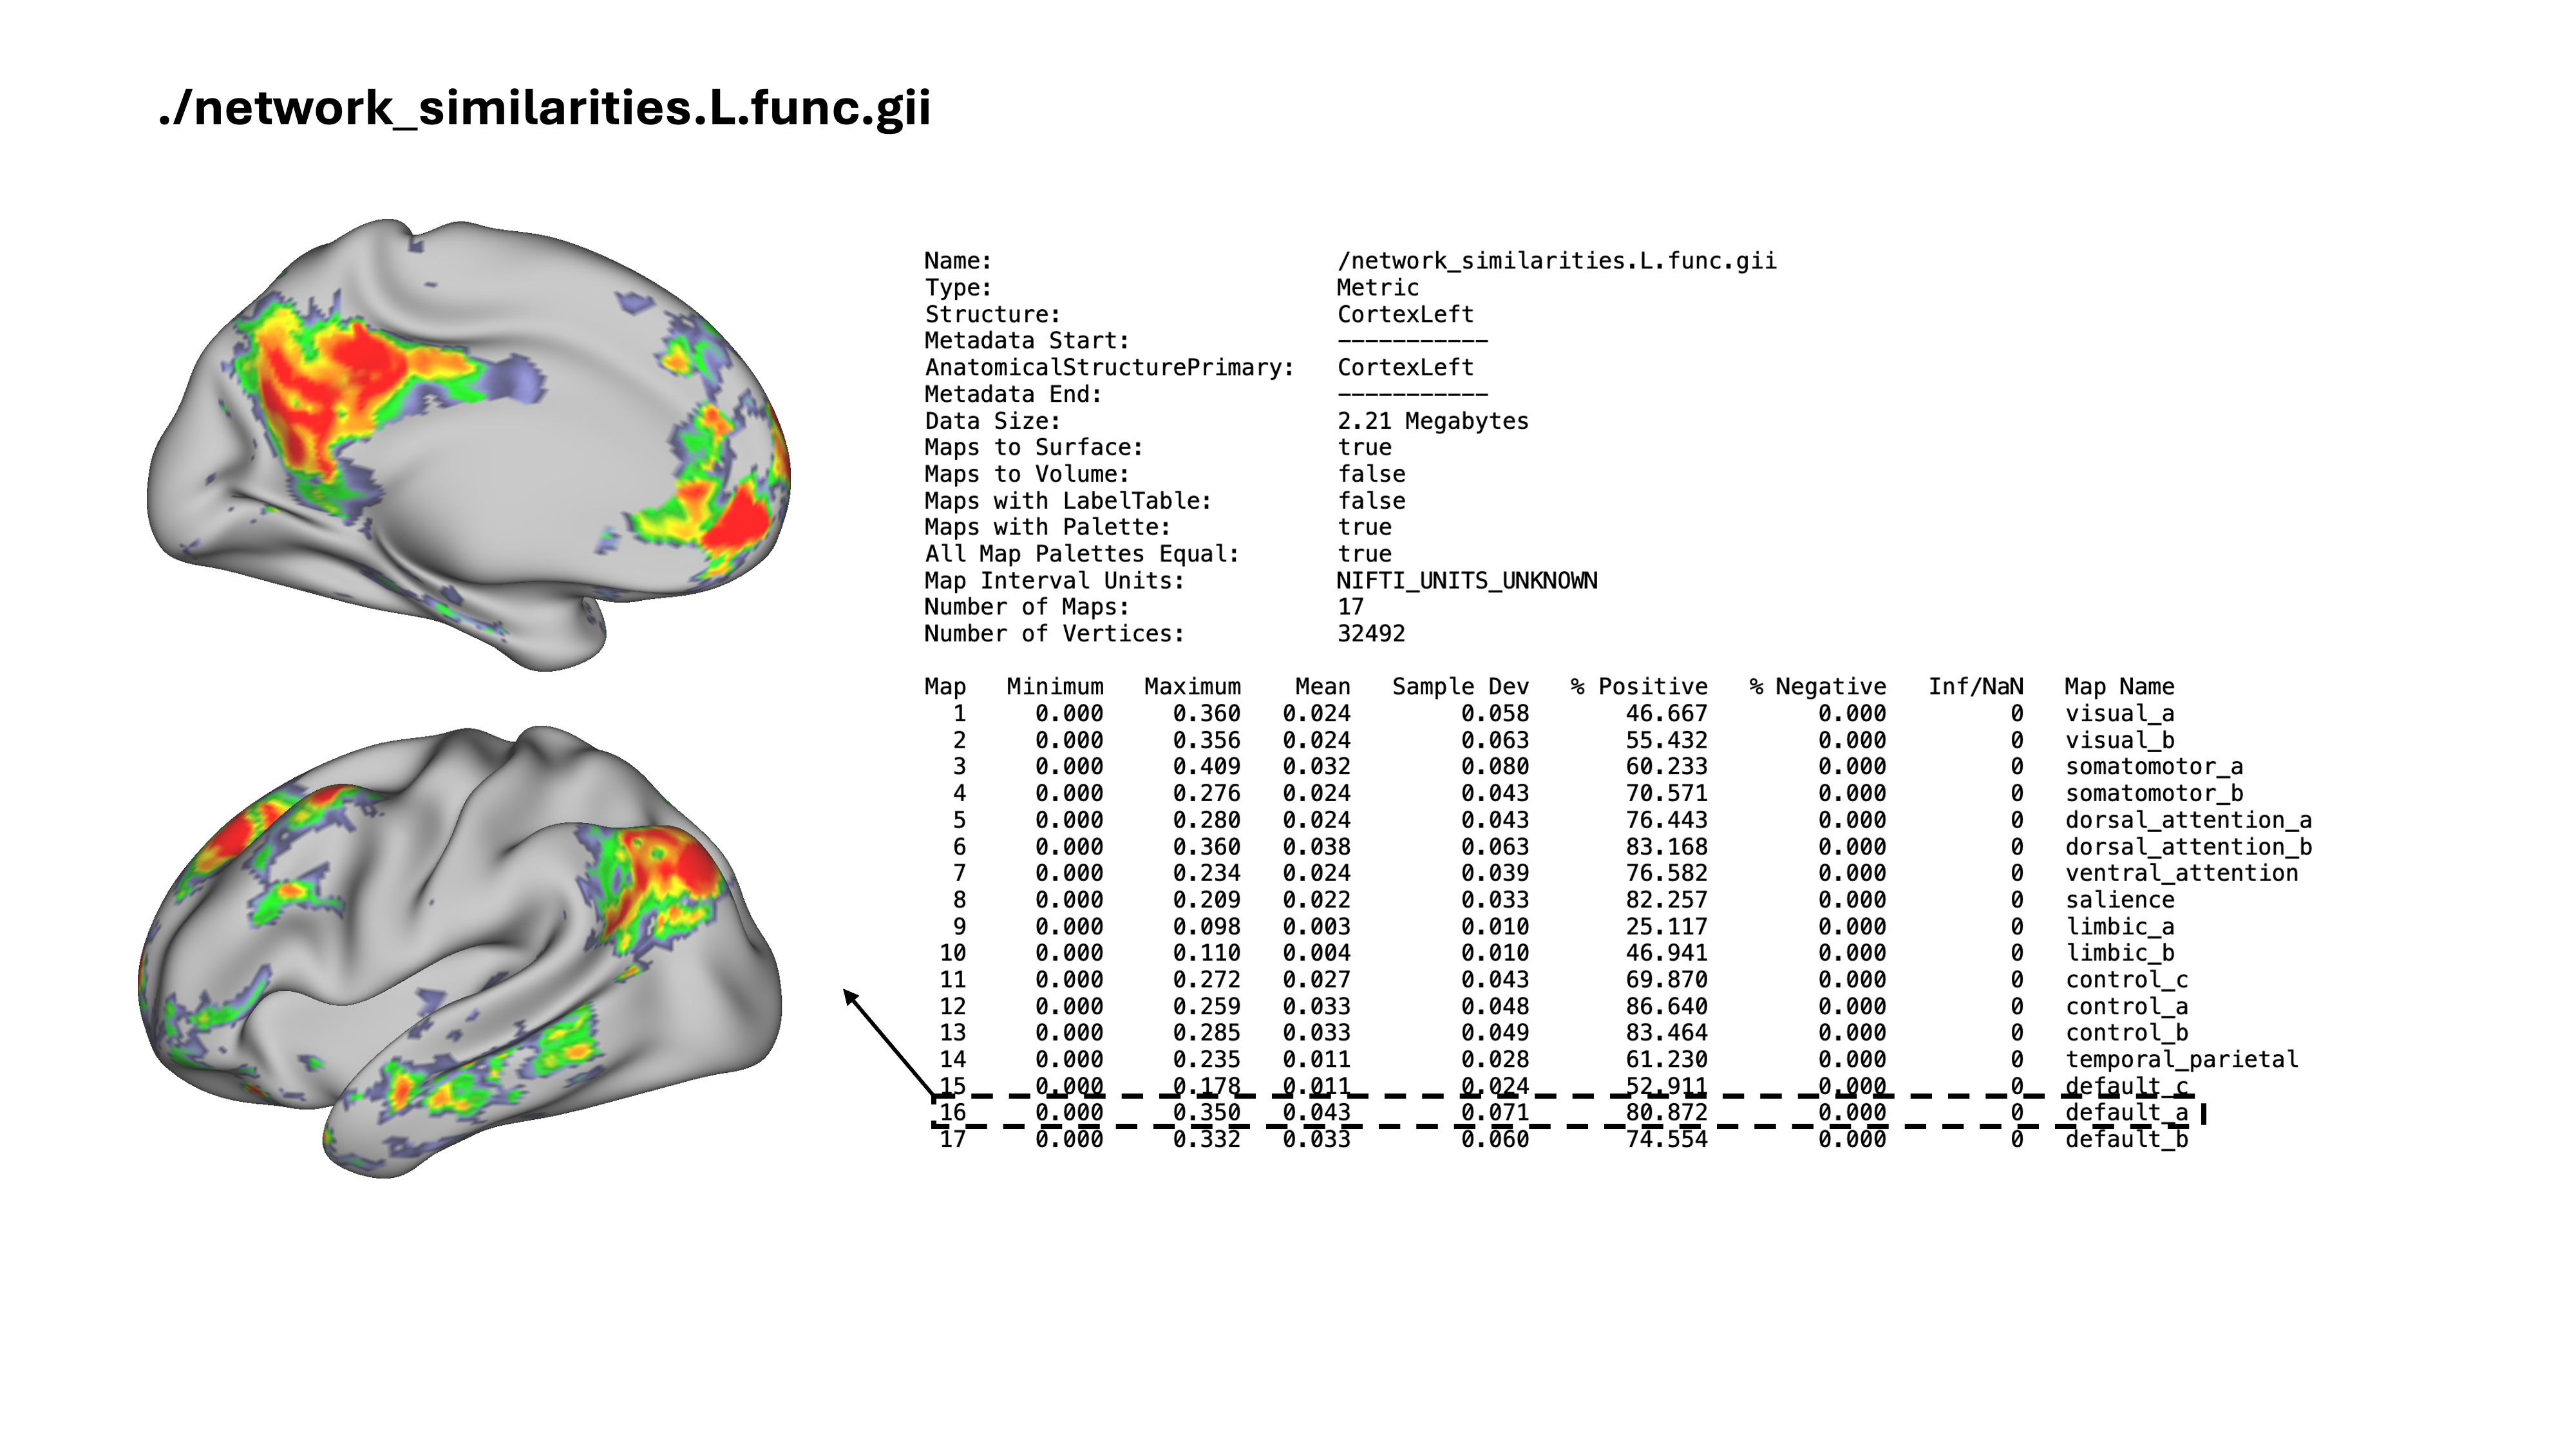 ./network_similarities.L.func.gii
Name: /network_similarities.L.func.gii
Type: Metric
Structure: CortexLeft
Metadata Start: -----------
AnatomicalStructurePrimary: CortexLeft
Metadata End: -----------
Data Size: 2.21 Megabytes
Maps to Surface: true
Maps to Volume: false
Maps with LabelTable: false
Maps with Palette: true
All Map Palettes Equal: true
Map Interval Units: NIFTI_UNITS_UNKNOWN
Number of Maps: 17
Number of Vertices: 32492
Map Minimum Maximum Mean Sample Dev % Positive % Negative Inf/NaN Map Name
1 0.000 0.360 0.024 0.058 46.667 0.000 0 visual_a
2 0.000 0.356 0.024 0.063 55.432 0.000 0 visual_b
3 0.000 0.409 0.032 0.080 60.233 0.000 0 somatomotor_a
4 0.000 0.276 0.024 0.043 70.571 0.000 0 somatomotor_b
5 0.000 0.280 0.024 0.043 76.443 0.000 0 dorsal_attention_a
6 0.000 0.360 0.038 0.063 83.168 0.000 0 dorsal_attention_b
7 0.000 0.234 0.024 0.039 76.582 0.000 0 ventral_attention
8 0.000 0.209 0.022 0.033 82.257 0.000 0 salience
9 0.000 0.098 0.003 0.010 25.117 0.000 0 limbic_a
10 0.000 0.110 0.004 0.010 46.941 0.000 0 limbic_b
11 0.000 0.272 0.027 0.043 69.870 0.000 0 control_c
12 0.000 0.259 0.033 0.048 86.640 0.000 0 control_a
13 0.000 0.285 0.033 0.049 83.464 0.000 0 control_b
14 0.000 0.235 0.011 0.028 61.230 0.000 0 temporal_parietal
15 0.000 0.178 0.011 0.024 52.911 0.000 0 default_c
16 0.000 0.350 0.043 0.071 80.872 0.000 0 default_a
17 0.000 0.332 0.033 0.060 74.554 0.000 0 default_b